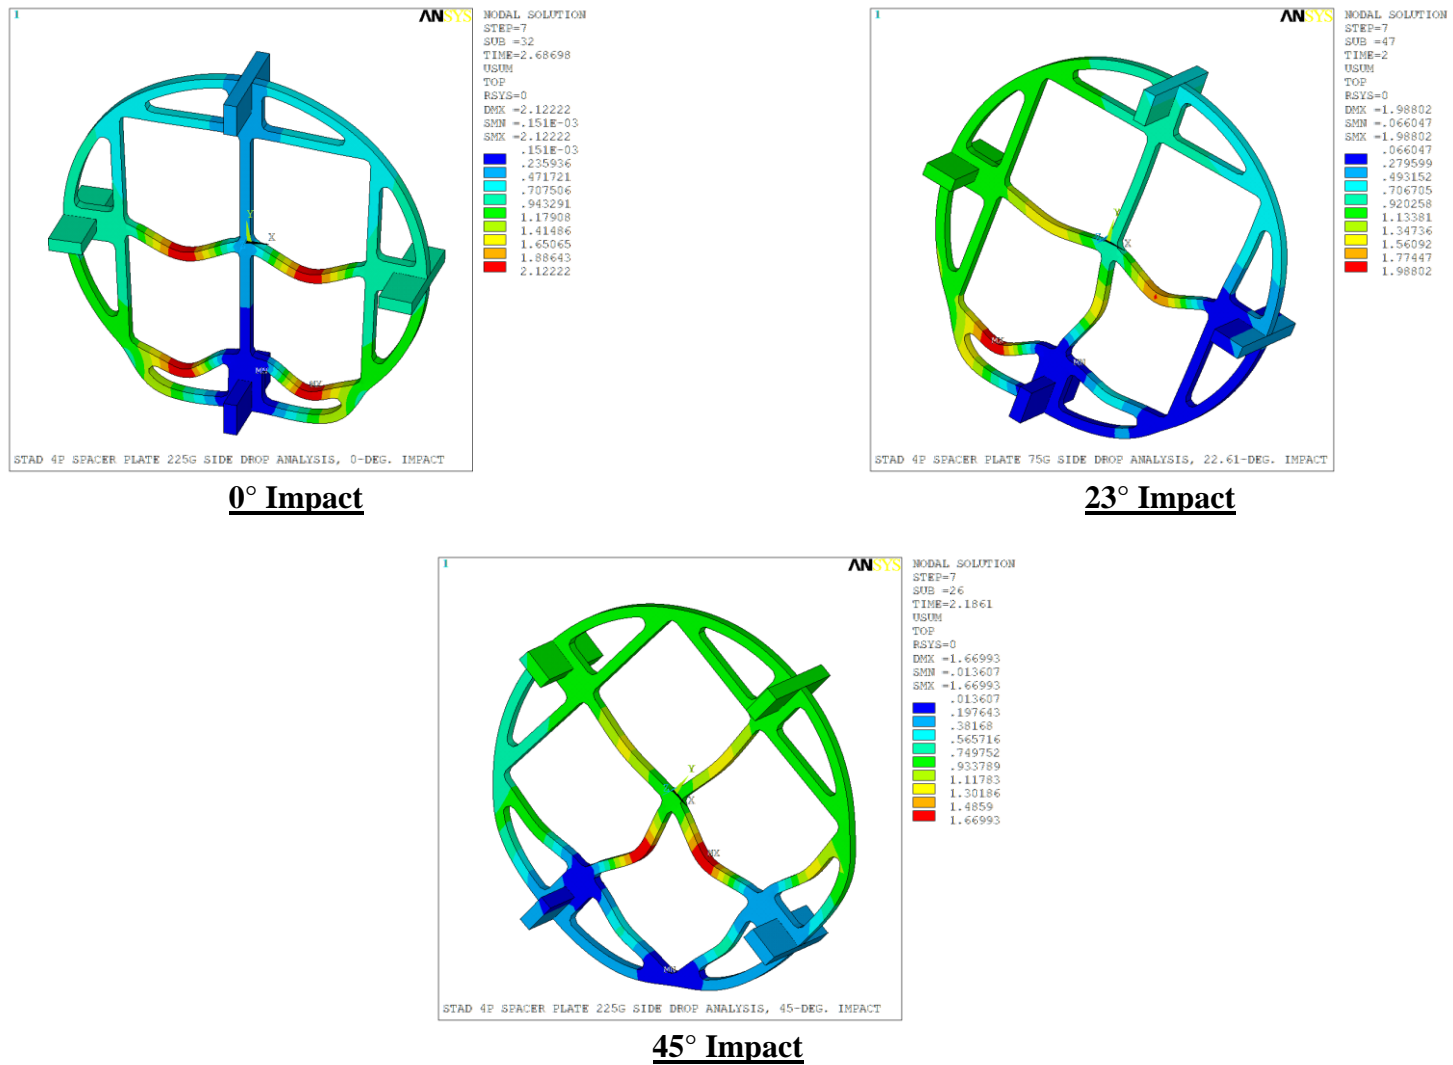 1
ANSYS
NODAL SOLUTION
STEP=7
SUB =32
TIME=2.68698
USUM
TOP
RSYS=0
DMX =2.12222
SMN =.151E-03
SMX =2.12222
.151E-03
.235936
.471721
.707506
.943291
1.17908
1.41486
1.65065
1.88643
2.12222
Y
X
MN
MX
STAD 4P SPACER PLATE 225G SIDE DROP ANALYSIS, 0-DEG. IMPACT
0° Impact
1
ANSYS
NODAL SOLUTION
STEP=7
SUB =47
TIME=2
USUM
TOP
RSYS=0
DMX =1.98802
SMN =.066047
SMX =1.98802
.066047
.279599
.493152
.706705
.920258
1.13381
1.34736
1.56092
1.77447
1.98802
Y
Z
X
MX
MN
STAD 4P SPACER PLATE 75G SIDE DROP ANALYSIS, 22.61-DEG. IMPACT
23° Impact
1
ANSYS
NODAL SOLUTION
STEP=7
SUB =26
TIME=2.1861
USUM
TOP
RSYS=0
DMX =1.66993
SMN =.013607
SMX =1.66993
.013607
.197643
.38168
.565716
.749752
.933789
1.11783
1.30186
1.4859
1.66993
Y
X
MX
MN
STAD 4P SPACER PLATE 225G SIDE DROP ANALYSIS, 45-DEG. IMPACT
45° Impact